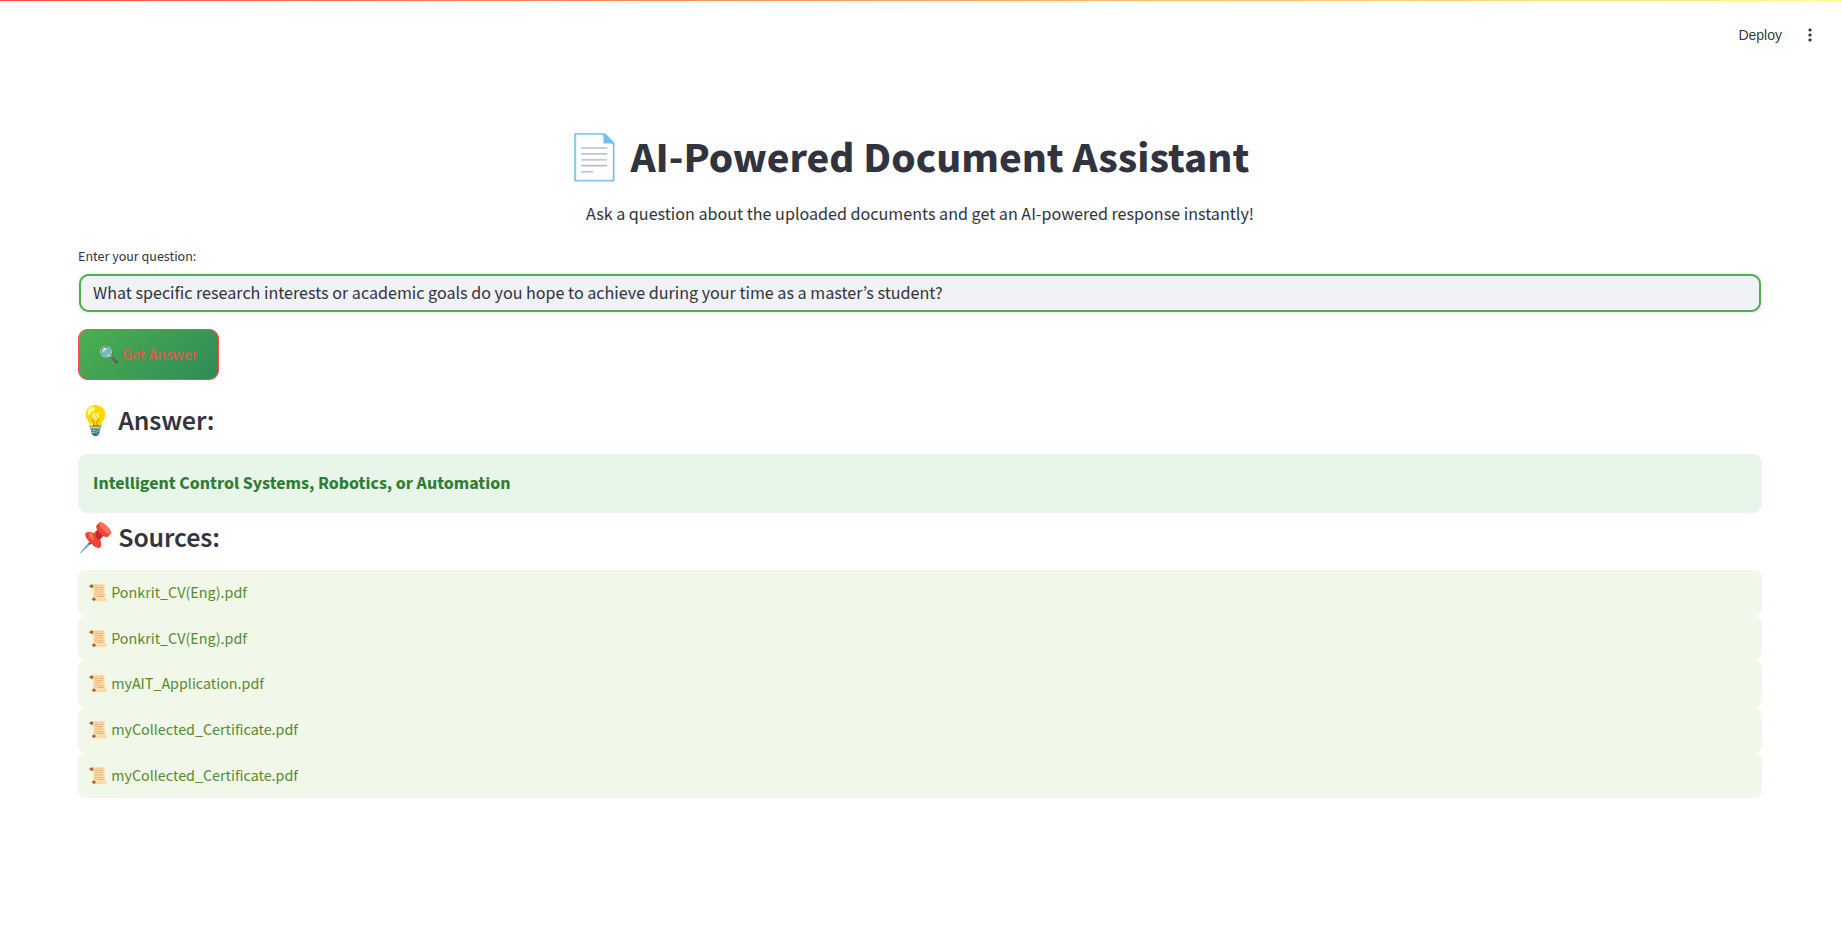 Deploy
AI-Powered Document Assistant
Ask a question about the uploaded documents and get an AI-powered response instantly!
Enter your question:
What specific research interests or academic goals do you hope to achieve during your time as a master’s student?
Get Answer
Answer:
Intelligent Control Systems, Robotics, or Automation
Sources:
Ponkrit_CV(Eng).pdf
Ponkrit_CV(Eng).pdf
myAIT_Application.pdf
myCollected_Certificate.pdf
myCollected_Certificate.pdf